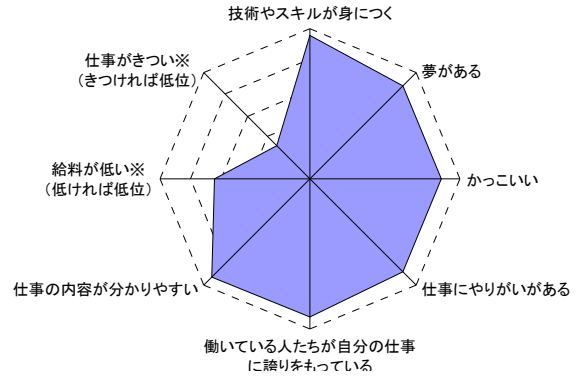 技術やスキルが身につく
夢がある
かっこいい
仕事にやりがいがある
働いている人たちが自分の仕事
に誇りをもっている
仕事の内容が分かりやすい
給料が低い※
(低ければ低位)
仕事がきつい※
(きつければ低位)